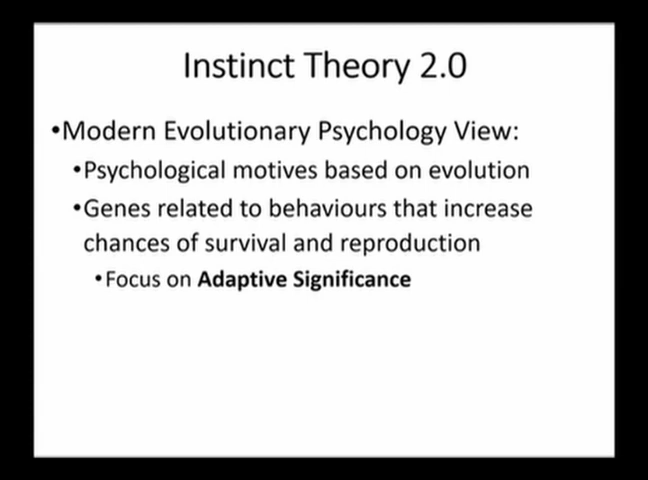 Instinct Theory 2.0
•Modern Evolutionary Psychology View:
•Psychological motives based on evolution
•Genes related to behaviours that increase
chances of survival and reproduction
•Focus on Adaptive Significance